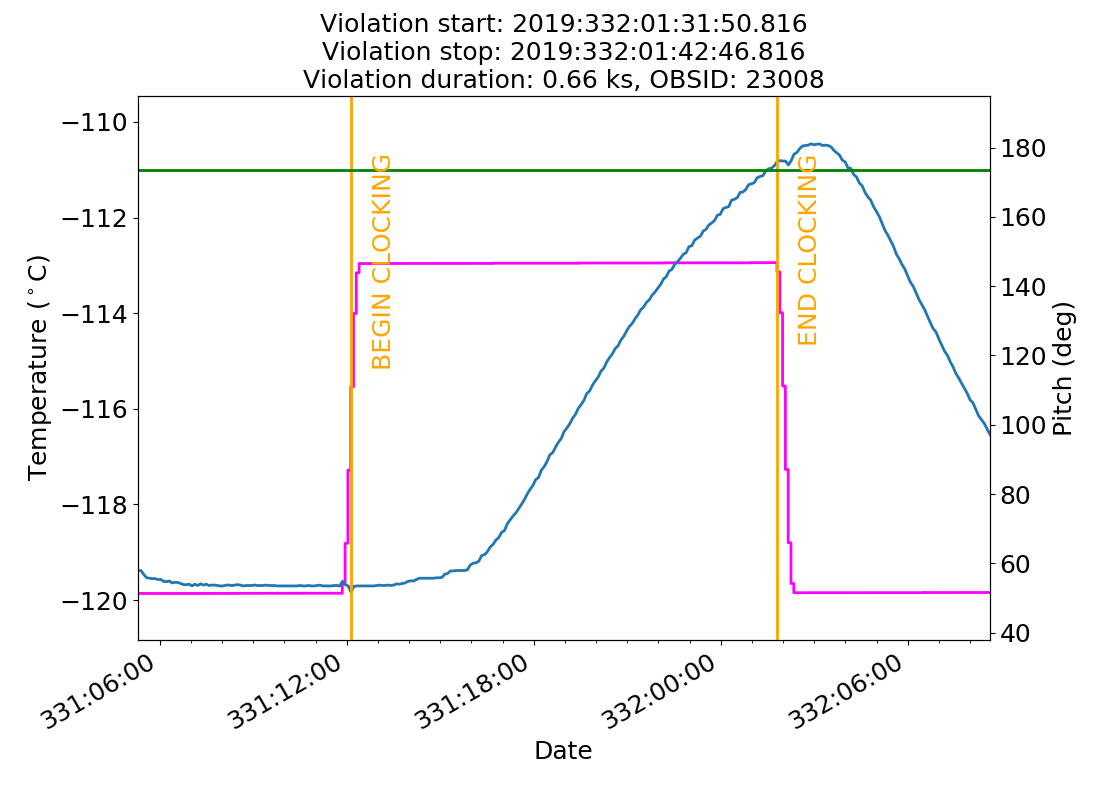 Violation start: 2019:332:01:31:50.816
Violation stop: 2019:332:01:42:46.816
Violation duration: 0.66 ks, OBSID: 23008
−110
−112
−114
−116
−118
−120
Temperature (°C)
BEGIN CLOCKING
END CLOCKING
180
160
140
120
100
80
60
40
Pitch (deg)
331:06:00
331:12:00
331:18:00
332:00:00
332:06:00
Date